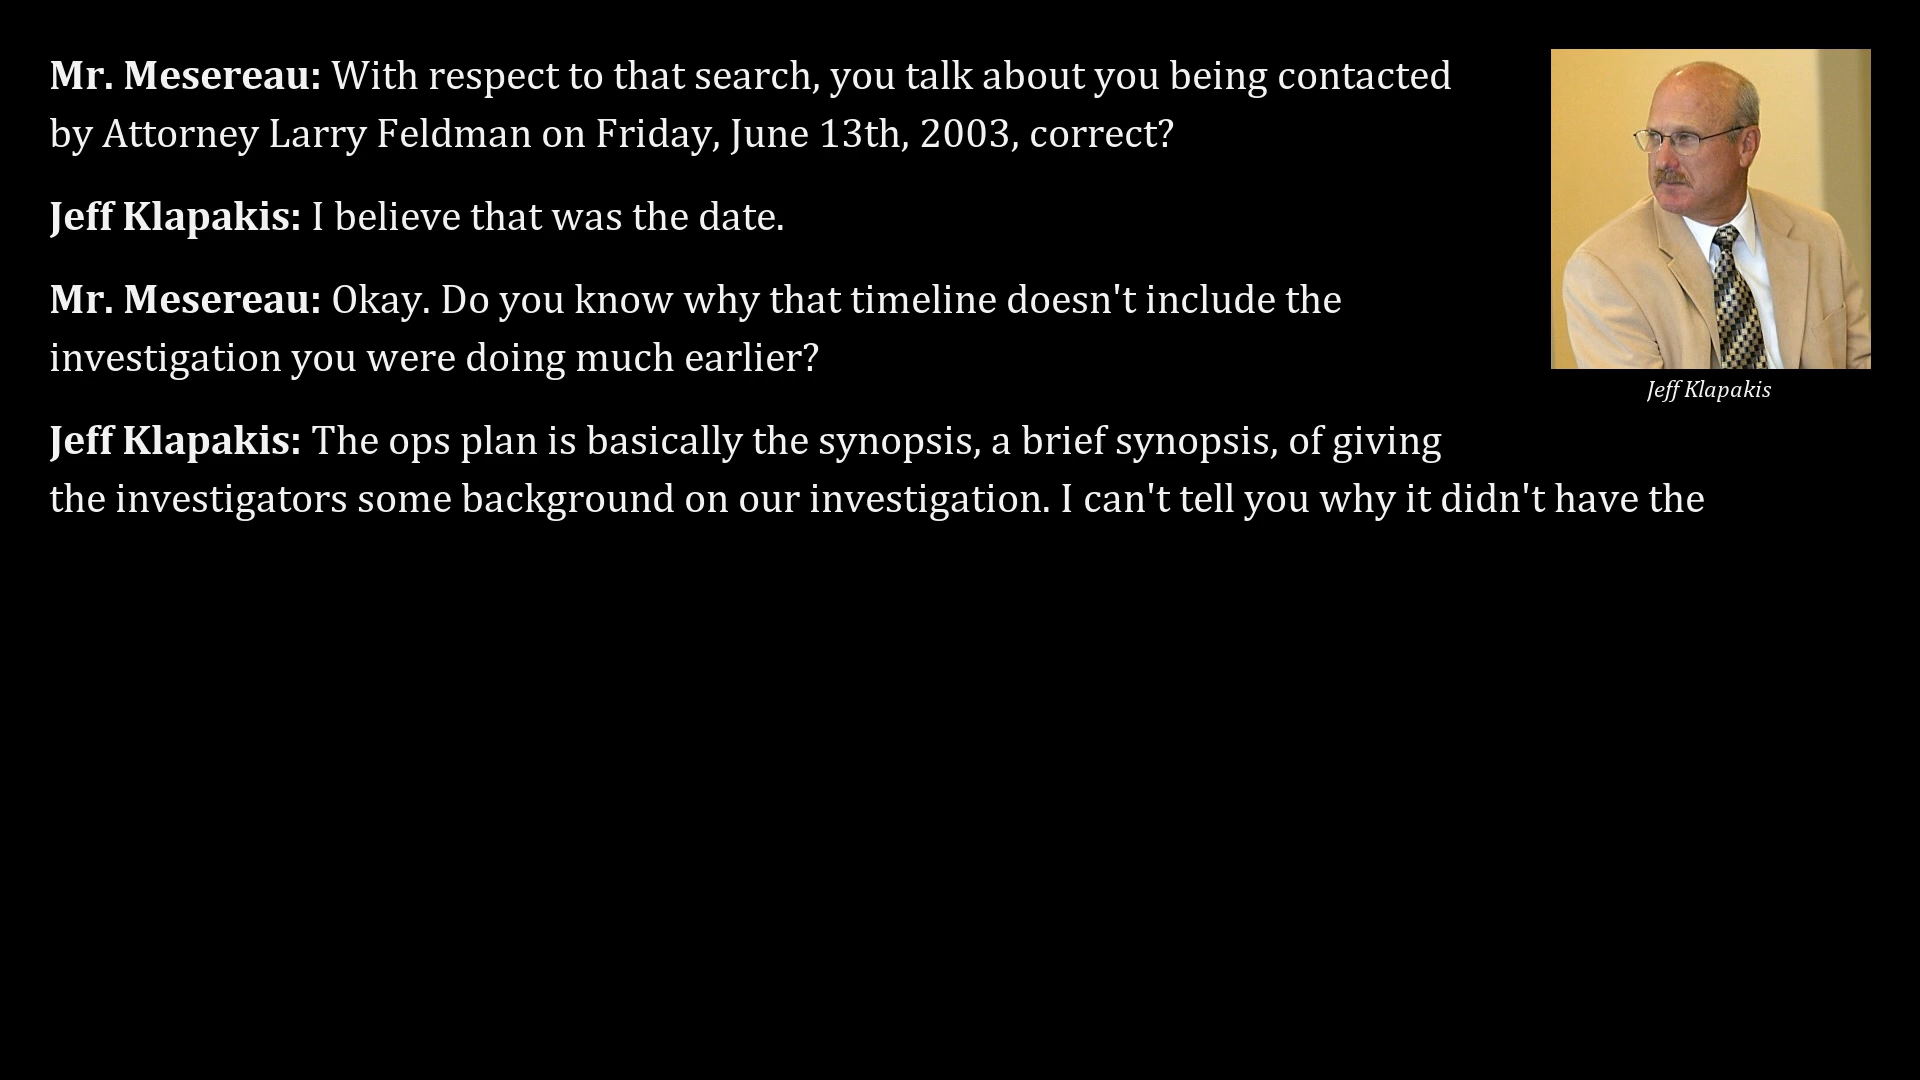 Mr. Mesereau: With respect to that search, you talk about you being contacted
by Attorney Larry Feldman on Friday, June 13th, 2003, correct?
Jeff Klapakis: I believe that was the date.
Mr. Mesereau: Okay. Do you know why that timeline doesn't include the
investigation you were doing much earlier?
Jeff Klapakis
Jeff Klapakis: The ops plan is basically the synopsis, a brief synopsis, of giving
the investigators some background on our investigation. I can't tell you why it didn't have the